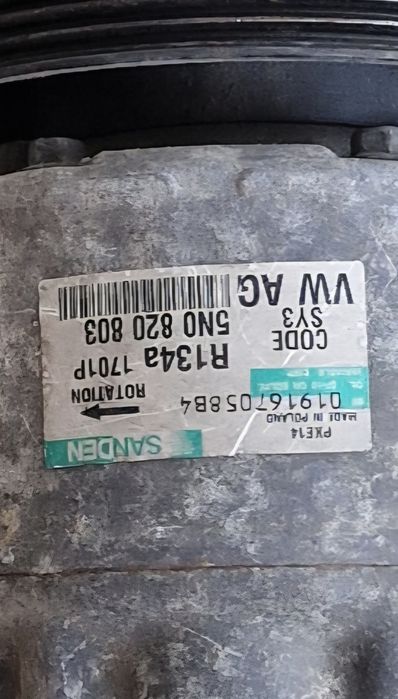 SANDEN
PXE14
MADE IN POLAND
019167058B4
ROTATION
R134a 1701P
CODE
SY3
5N0 820 803
VW AG